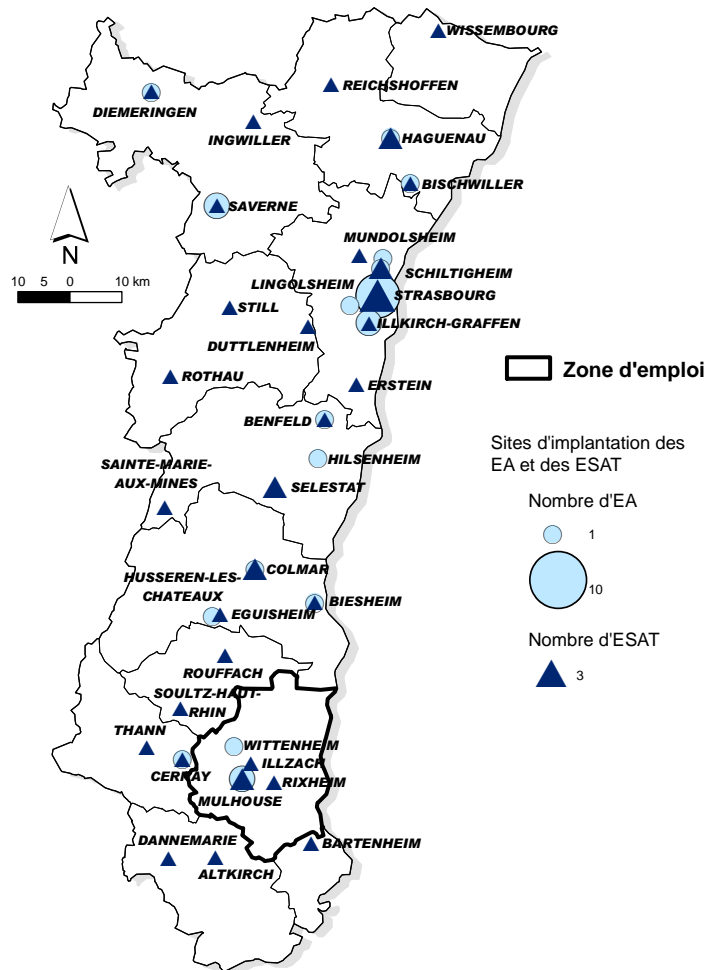 WISSEMBOURG
REICHSHOFFEN
DIEMERINGEN
INGWILLER
HAGUENAU
BISCHWILLER
SAVERNE
N
10 5 0 10 km
MUNDOLSHEIM
SCHILTIGHEIM
LINGOLSHEIM
STRASBOURG
STILL
ILLKIRCH-GRAFFEN
DUTTLENHEIM
ROTHAU
ERSTEIN
Zone d'emploi
BENFELD
HILSENHEIM
SAINTE-MARIE-
AUX-MINES
SELESTAT
Sites d'implantation des
EA et des ESAT
Nombre d'EA
1
10
Nombre d'ESAT
3
COLMAR
HUSSEREN-LES-
CHATEAUX
BIESHEIM
EGUISHEIM
ROUFFACH
SOULTZ-HAUT-
RHIN
THANN
WITTENHEIM
ILLZACH
CERNAY
RIXHEIM
MULHOUSE
DANNEMARIE
BARTENHEIM
ALTKIRCH